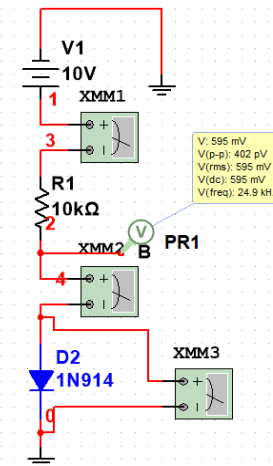 V1
10V
1
XMM1
3
V: 595 mV
V(p-p): 402 pV
V(rms): 595 mV
V(dc): 595 mV
V(freq): 24.9 kH
R1
10kΩ
2
V
PR1
XMM2
B
4
XMM3
D2
1N914
0